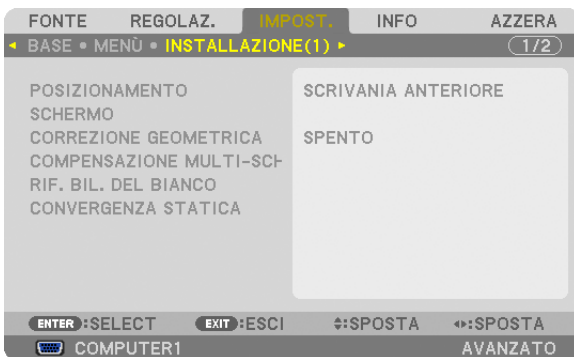 FONTE REGOLAZ. IMPOST. INFO AZZERA
BASE • MENÙ • INSTALLAZIONE(1) 1/2
POSIZIONAMENTO SCRIVANIA ANTERIORE
SCHERMO
CORREZIONE GEOMETRICA SPENTO
COMPENSAZIONE MULTI-SCH
RIF. BIL. DEL BIANCO
CONVERGENZA STATICA
ENTER :SELECT EXIT :ESCI :SPOSTA :SPOSTA
COMPUTER1 AVANZATO